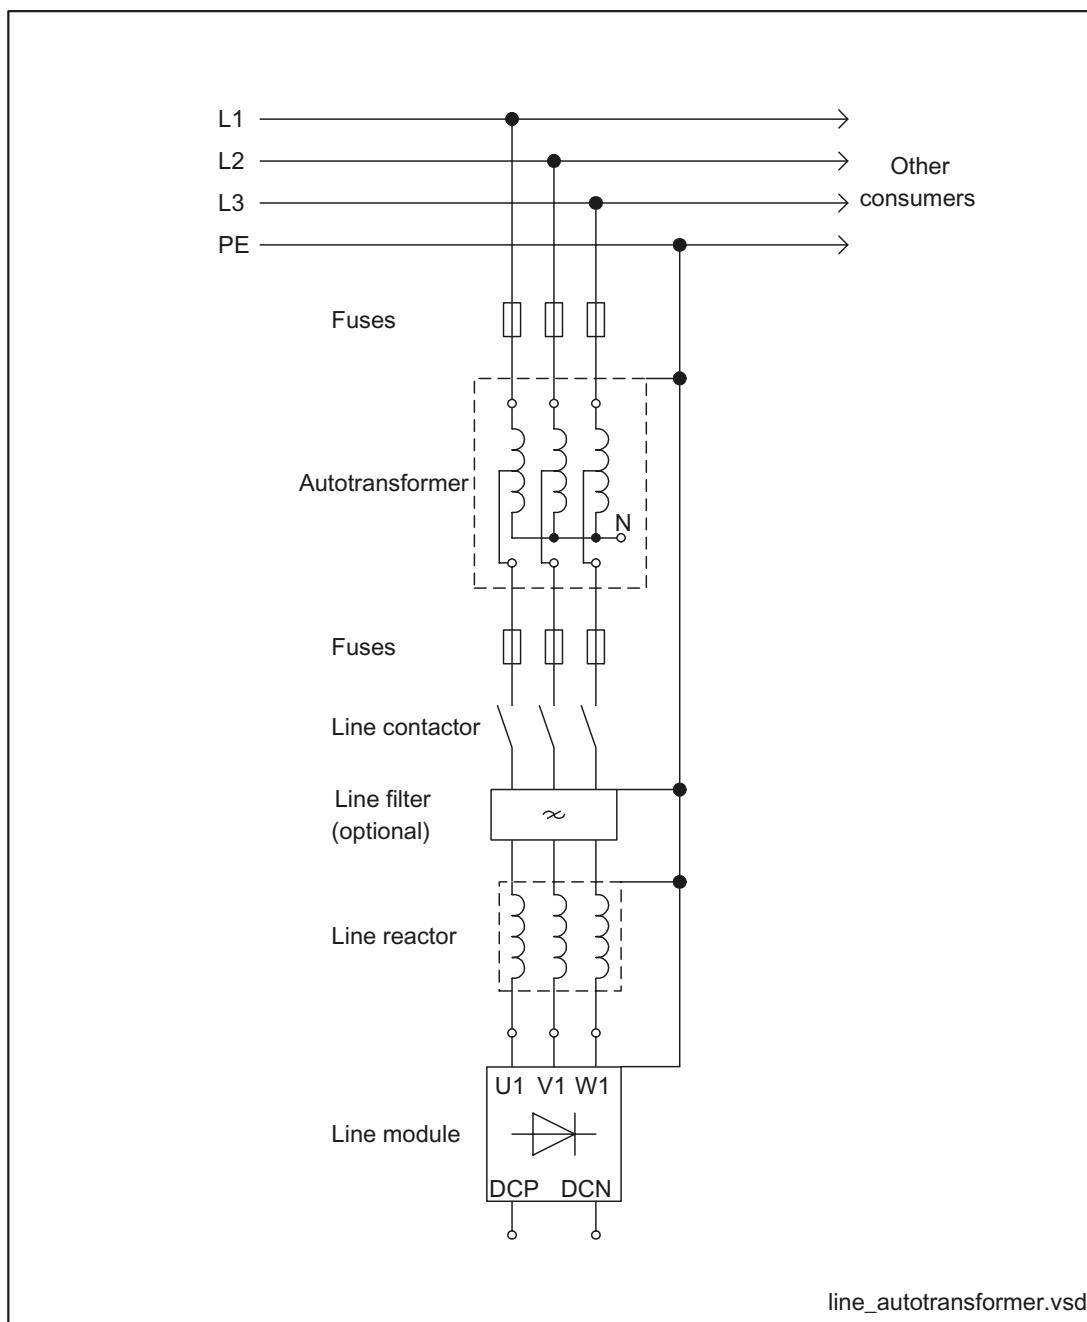 L1
L2
L3
PE
Other
consumers
Fuses
Autotransformer
N
Fuses
Line contactor
Line filter
(optional)
Line reactor
U1 V1 W1
Line module
DCP DCN
line_autotransformer.vsd